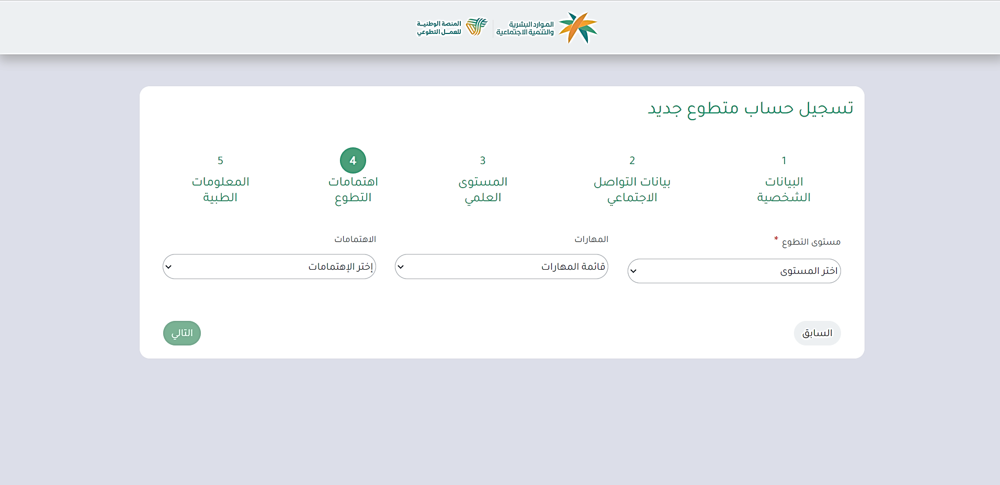 الموارد البشرية
والتنمية الاجتماعية
المنصة الوطنيـة
للعمــل التطوعي
تسجيل حساب متطوع جديد
1
البيانات
الشخصية
2
بيانات التواصل
الاجتماعي
3
المستوى
العلمي
4
اهتمامات
التطوع
5
المعلومات
الطبية
مستوى التطوع *
اختر المستوى
المهارات
قائمة المهارات
الاهتمامات
إختر الإهتمامات
السابق
التالي